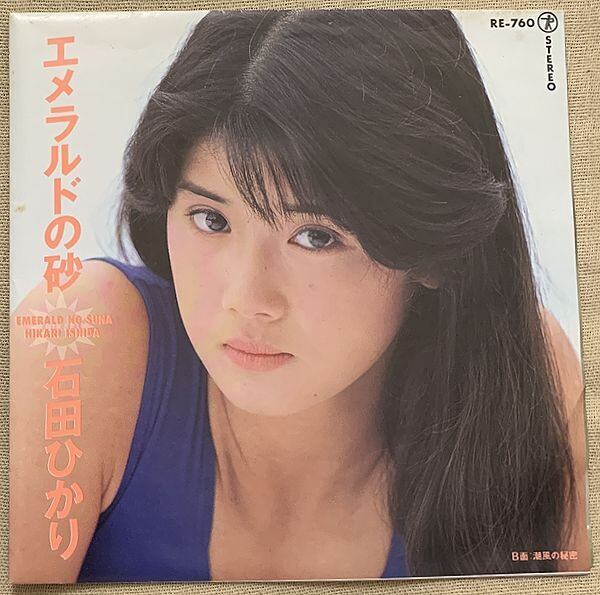 RE-760
STEREO
エメラルドの砂
EMERALD NO SUNA
HIKARI ISHIDA
石田ひかり
B面:潮風の秘密